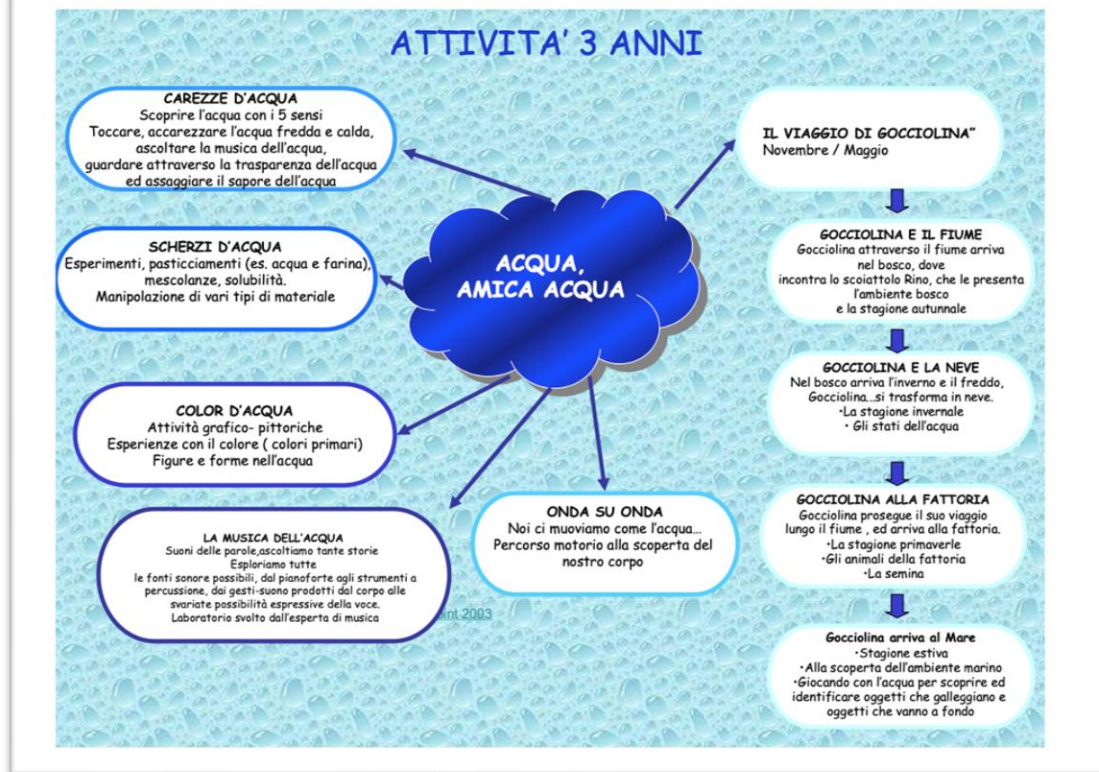 ATTIVITA' 3 ANNI
CAREZZE D'ACQUA
Scoprire l'acqua con i 5 sensi
Toccare, accarezzare l'acqua fredda e calda,
ascoltare la musica dell'acqua,
guardare attraverso la trasparenza dell'acqua
ed assaggiare il sapore dell'acqua
SCHERZI D'ACQUA
Esperimenti, pasticciamenti (es. acqua e farina),
mescolanze, solubilità.
Manipolazione di vari tipi di materiale
COLOR D'ACQUA
Attività grafico- pittoriche
Esperienze con il colore ( colori primari)
Figure e forme nell'acqua
LA MUSICA DELL'ACQUA
Suoni delle parole,ascoltiamo tante storie
Esploriamo tutte
le fonti sonore possibili, dal pianoforte agli strumenti a
percussione, dai gesti-suono prodotti dal corpo alle
svariate possibilità espressive della voce.
Laboratorio svolto dall'esperta di musica
int 2003
ACQUA,
AMICA ACQUA
ONDA SU ONDA
Noi ci muoviamo come l'acqua...
Percorso motorio alla scoperta del
nostro corpo
IL VIAGGIO DI GOCCIOLINA"
Novembre / Maggio
GOCCIOLINA E IL FIUME
Gocciolina attraverso il fiume arriva
nel bosco, dove
incontra lo scoiattolo Rino, che le presenta
l'ambiente bosco
e la stagione autunnale
GOCCIOLINA E LA NEVE
Nel bosco arriva l'inverno e il freddo,
Gocciolina...si trasforma in neve.
•La stagione invernale
• Gli stati dell'acqua
GOCCIOLINA ALLA FATTORIA
Gocciolina prosegue il suo viaggio
lungo il fiume , ed arriva alla fattoria.
•La stagione primaverle
•Gli animali della fattoria
•La semina
Gocciolina arriva al Mare
•Stagione estiva
•Alla scoperta dell'ambiente marino
•Giocando con l'acqua per scoprire ed
identificare oggetti che galleggiano e
oggetti che vanno a fondo